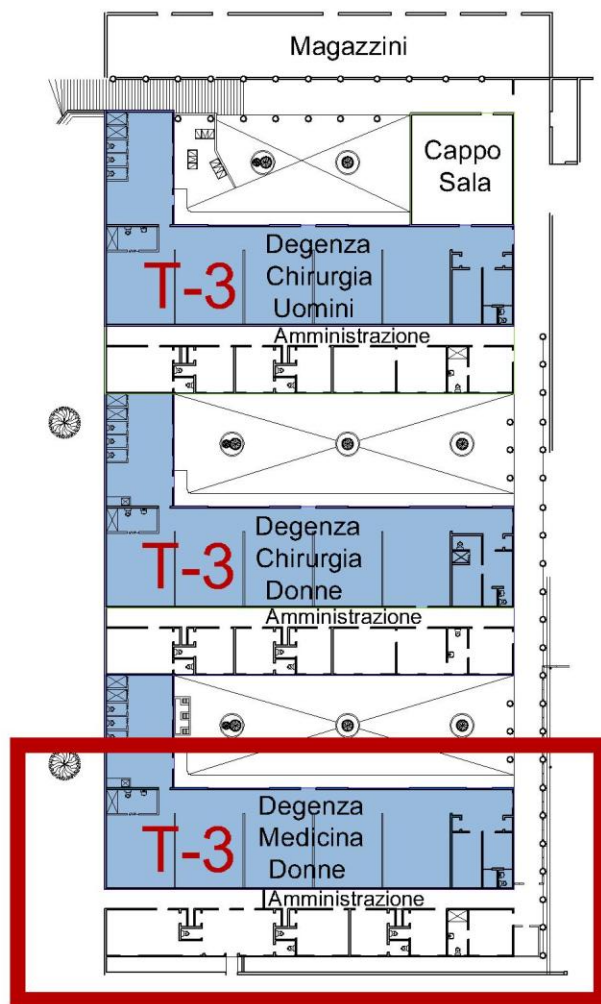 Magazzini
Cappo
Sala
Degenza
T-3
Chirurgia
Uomini
Amministrazione
Degenza
T-3
Chirurgia
Donne
Amministrazione
Degenza
T-3
Medicina
Donne
Amministrazione